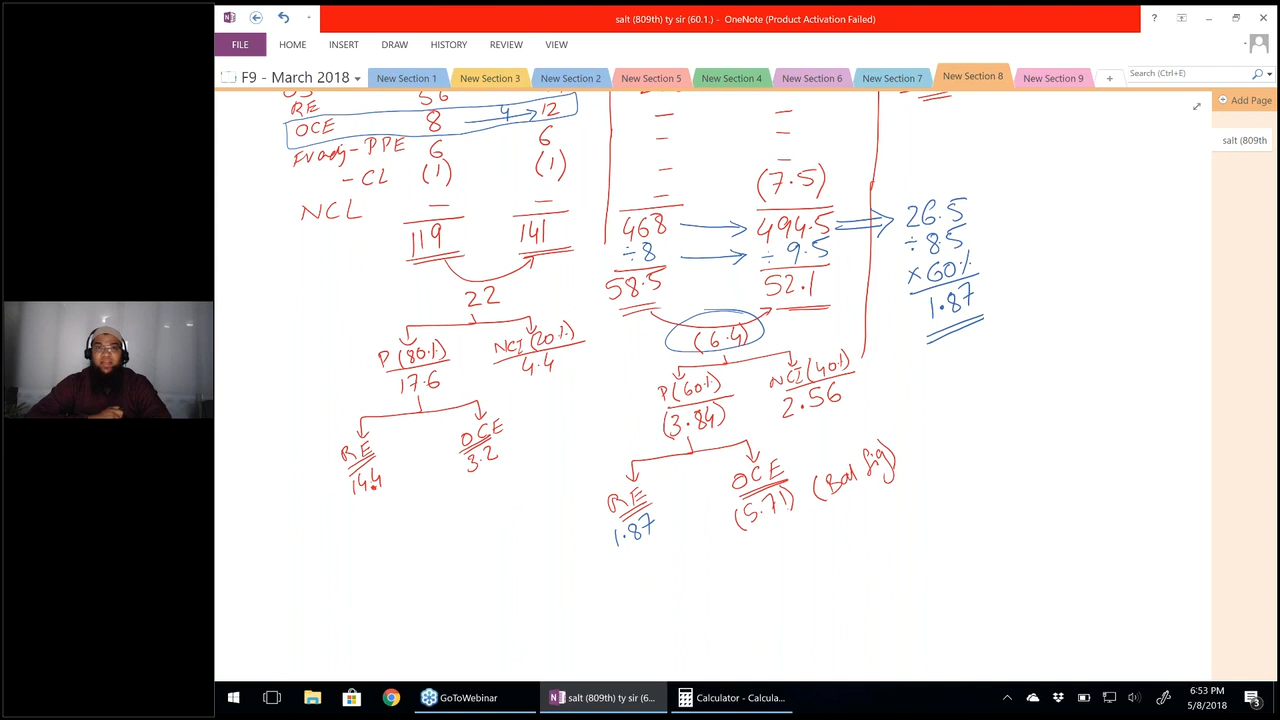 salt (809th) ty sir (60.1.) - OneNote (Product Activation Failed)
FILE HOME INSERT DRAW HISTORY REVIEW VIEW
F9 - March 2018
New Section 1 New Section 3 New Section 2 New Section 5 New Section 4 New Section 6 New Section 7 New Section 8 New Section 9
Search (Ctrl+E)
Add Page
salt (809th
RE 56
OCE 8 4 12
Fvadj - PPE 6 6
- CL (1) (1)
NCL - -
119 141
22
P (80%) NCI (20%)
17.6 4.4
RE OCE
14.4 3.2
(7.5)
468 494.5
÷ 8 ÷ 9.5
58.5 52.1
(6.4)
P (60%) NCI (40%)
(3.84) 2.56
RE OCE (Bal fig)
1.87 (5.71)
26.5
÷ 8.5
× 60%
1.87
GoToWebinar
salt (809th) ty sir (6...
Calculator - Calcula...
6:53 PM
5/8/2018
3